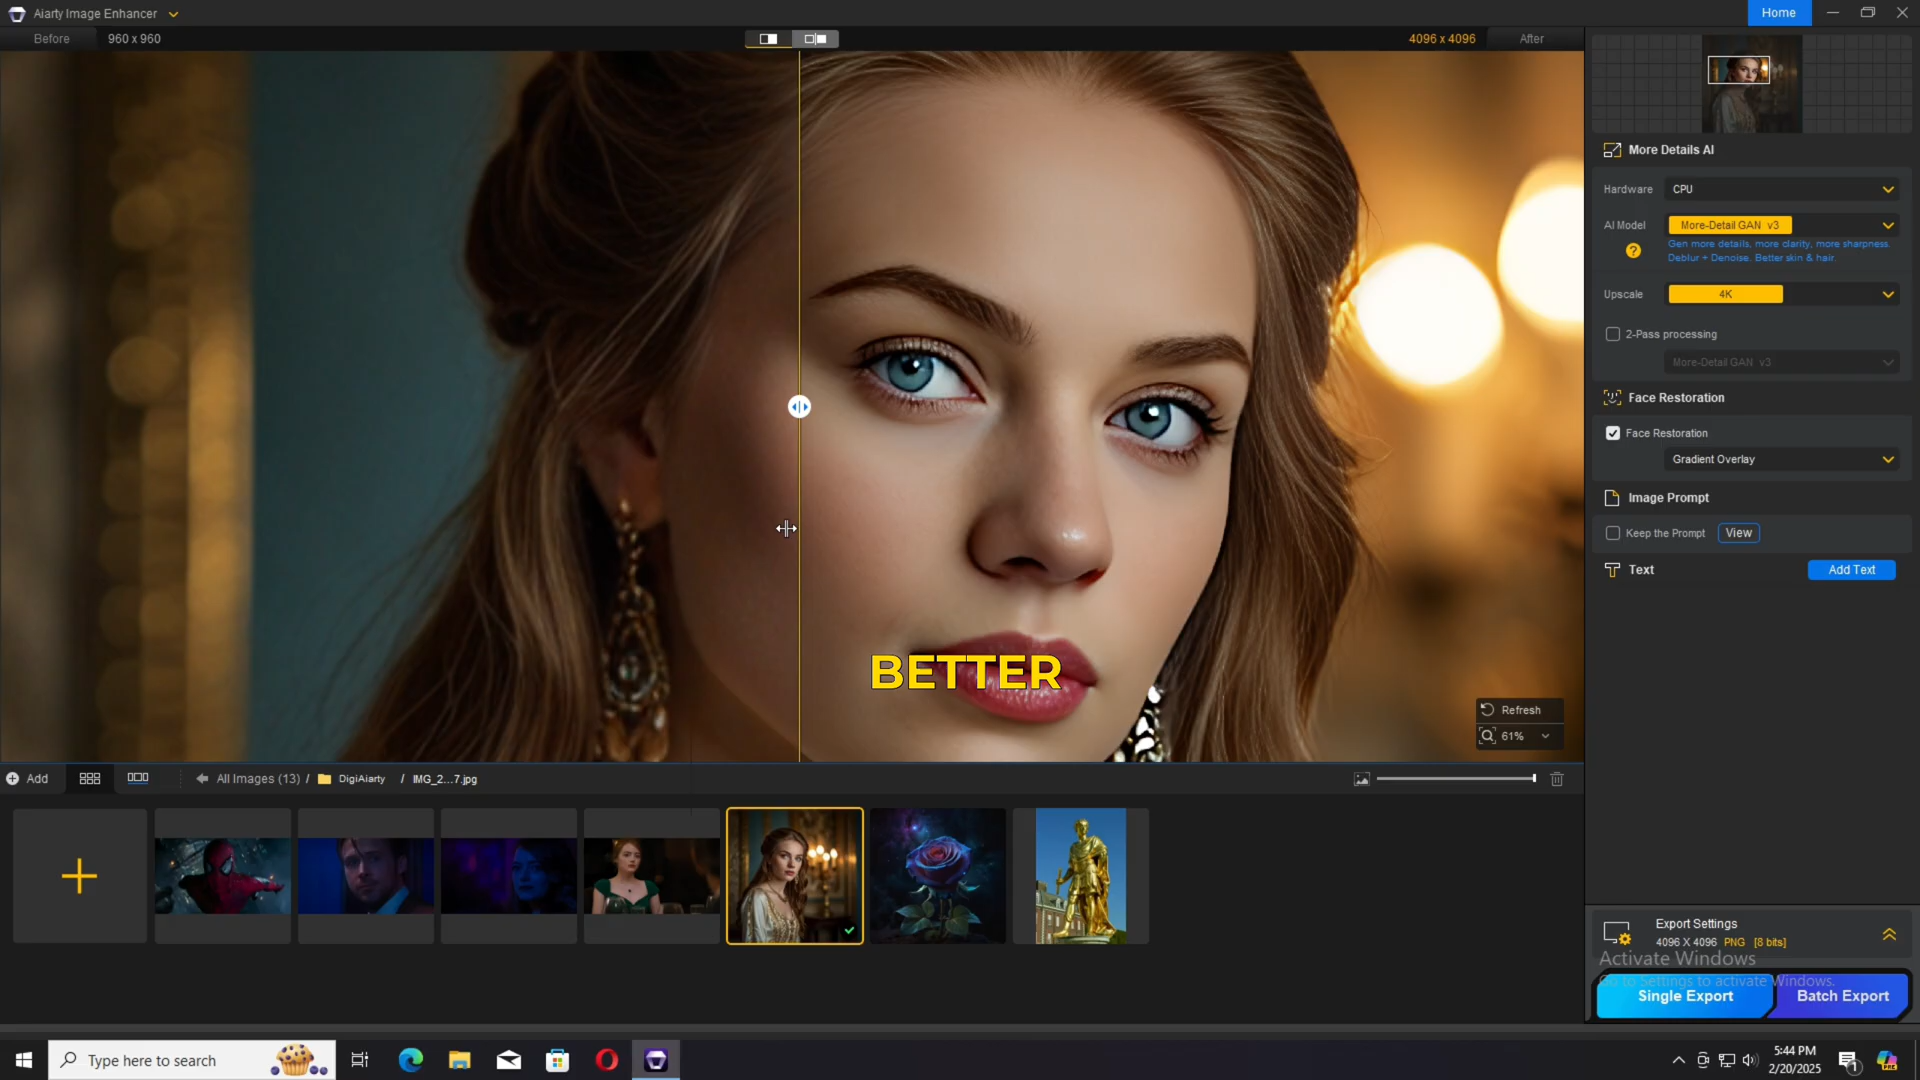 Aiarty Image Enhancer
Home
Before
960 x 960
4096 x 4096
After
More Details AI
Hardware
CPU
AI Model
More-Detail GAN v3
Gen more details, more clarity, more sharpness.
Deblur + Denoise. Better skin & hair.
Upscale
4K
2-Pass processing
More-Detail GAN v3
Face Restoration
Face Restoration
Gradient Overlay
Image Prompt
Keep the Prompt
View
Text
Add Text
BETTER
Refresh
61%
Add
All Images (13) /
DigiAiarty
/ IMG_2...7.jpg
Export Settings
4096 X 4096 PNG [8 bits]
Activate Windows
Go to Settings to activate Windows.
Single Export
Batch Export
Type here to search
5:44 PM
2/20/2025
1
PRE